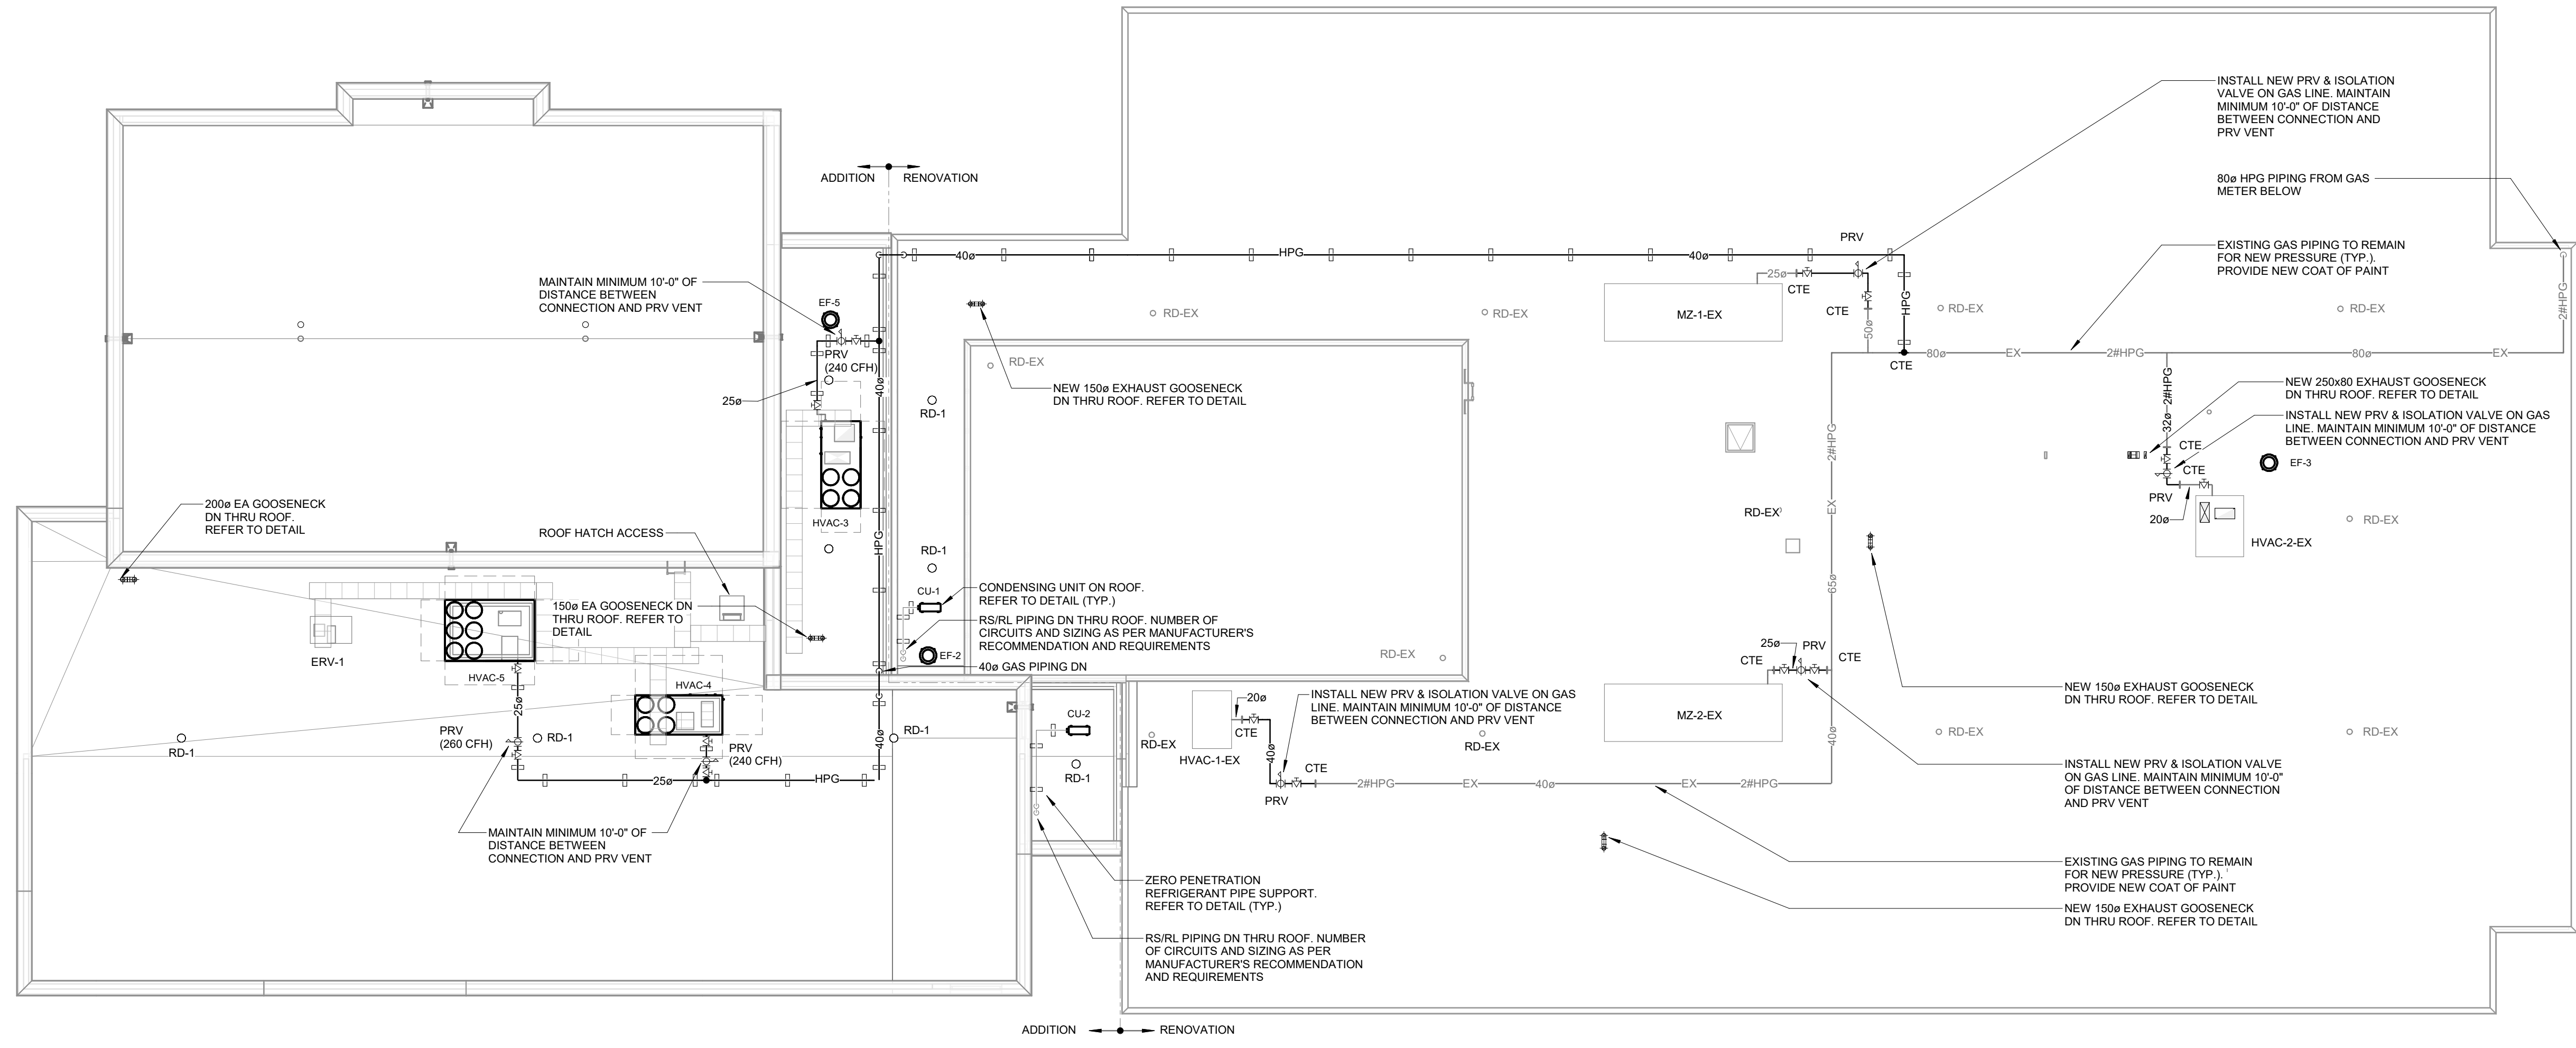 INSTALL NEW PRV & ISOLATION
VALVE ON GAS LINE. MAINTAIN
MINIMUM 10'-0" OF DISTANCE
BETWEEN CONNECTION AND
PRV VENT
ADDITION
RENOVATION
80ø HPG PIPING FROM GAS
METER BELOW
PRV
EXISTING GAS PIPING TO REMAIN
FOR NEW PRESSURE (TYP.).
PROVIDE NEW COAT OF PAINT
40ø
HPG
40ø
25ø
CTE
CTE
HPG
50ø
2#HPG
MAINTAIN MINIMUM 10'-0" OF
DISTANCE BETWEEN
CONNECTION AND PRV VENT
EF-5
RD-EX
RD-EX
MZ-1-EX
RD-EX
RD-EX
PRV
(240 CFH)
40ø
25ø
RD-EX
NEW 150ø EXHAUST GOOSENECK
DN THRU ROOF. REFER TO DETAIL
RD-1
80ø
EX
2#HPG
80ø
EX
CTE
2#HPG
32ø
NEW 250x80 EXHAUST GOOSENECK
DN THRU ROOF. REFER TO DETAIL
INSTALL NEW PRV & ISOLATION VALVE ON GAS
LINE. MAINTAIN MINIMUM 10'-0" OF DISTANCE
BETWEEN CONNECTION AND PRV VENT
CTE
CTE
EF-3
PRV
20ø
RD-EX
HVAC-2-EX
2#HPG
EX
65ø
RD-EX
200ø EA GOOSENECK
DN THRU ROOF.
REFER TO DETAIL
ROOF HATCH ACCESS
HVAC-3
HPG
RD-1
CU-1
CONDENSING UNIT ON ROOF.
REFER TO DETAIL (TYP.)
150ø EA GOOSENECK DN
THRU ROOF. REFER TO
DETAIL
RS/RL PIPING DN THRU ROOF. NUMBER OF
CIRCUITS AND SIZING AS PER MANUFACTURER'S
RECOMMENDATION AND REQUIREMENTS
EF-2
40ø GAS PIPING DN
RD-EX
ERV-1
HVAC-5
HVAC-4
25ø
PRV
(260 CFH)
RD-1
RD-1
PRV
(240 CFH)
40ø
RD-1
25ø
HPG
MAINTAIN MINIMUM 10'-0" OF
DISTANCE BETWEEN
CONNECTION AND PRV VENT
CU-2
RD-1
RD-EX
20ø
CTE
HVAC-1-EX
40ø
INSTALL NEW PRV & ISOLATION VALVE ON GAS
LINE. MAINTAIN MINIMUM 10'-0" OF DISTANCE
BETWEEN CONNECTION AND PRV VENT
RD-EX
CTE
PRV
2#HPG
EX
40ø
EX
2#HPG
25ø
PRV
CTE
CTE
MZ-2-EX
40ø
RD-EX
RD-EX
NEW 150ø EXHAUST GOOSENECK
DN THRU ROOF. REFER TO DETAIL
INSTALL NEW PRV & ISOLATION VALVE
ON GAS LINE. MAINTAIN MINIMUM 10'-0"
OF DISTANCE BETWEEN CONNECTION
AND PRV VENT
EXISTING GAS PIPING TO REMAIN
FOR NEW PRESSURE (TYP.).
PROVIDE NEW COAT OF PAINT
NEW 150ø EXHAUST GOOSENECK
DN THRU ROOF. REFER TO DETAIL
ZERO PENETRATION
REFRIGERANT PIPE SUPPORT.
REFER TO DETAIL (TYP.)
RS/RL PIPING DN THRU ROOF. NUMBER
OF CIRCUITS AND SIZING AS PER
MANUFACTURER'S RECOMMENDATION
AND REQUIREMENTS
ADDITION
RENOVATION